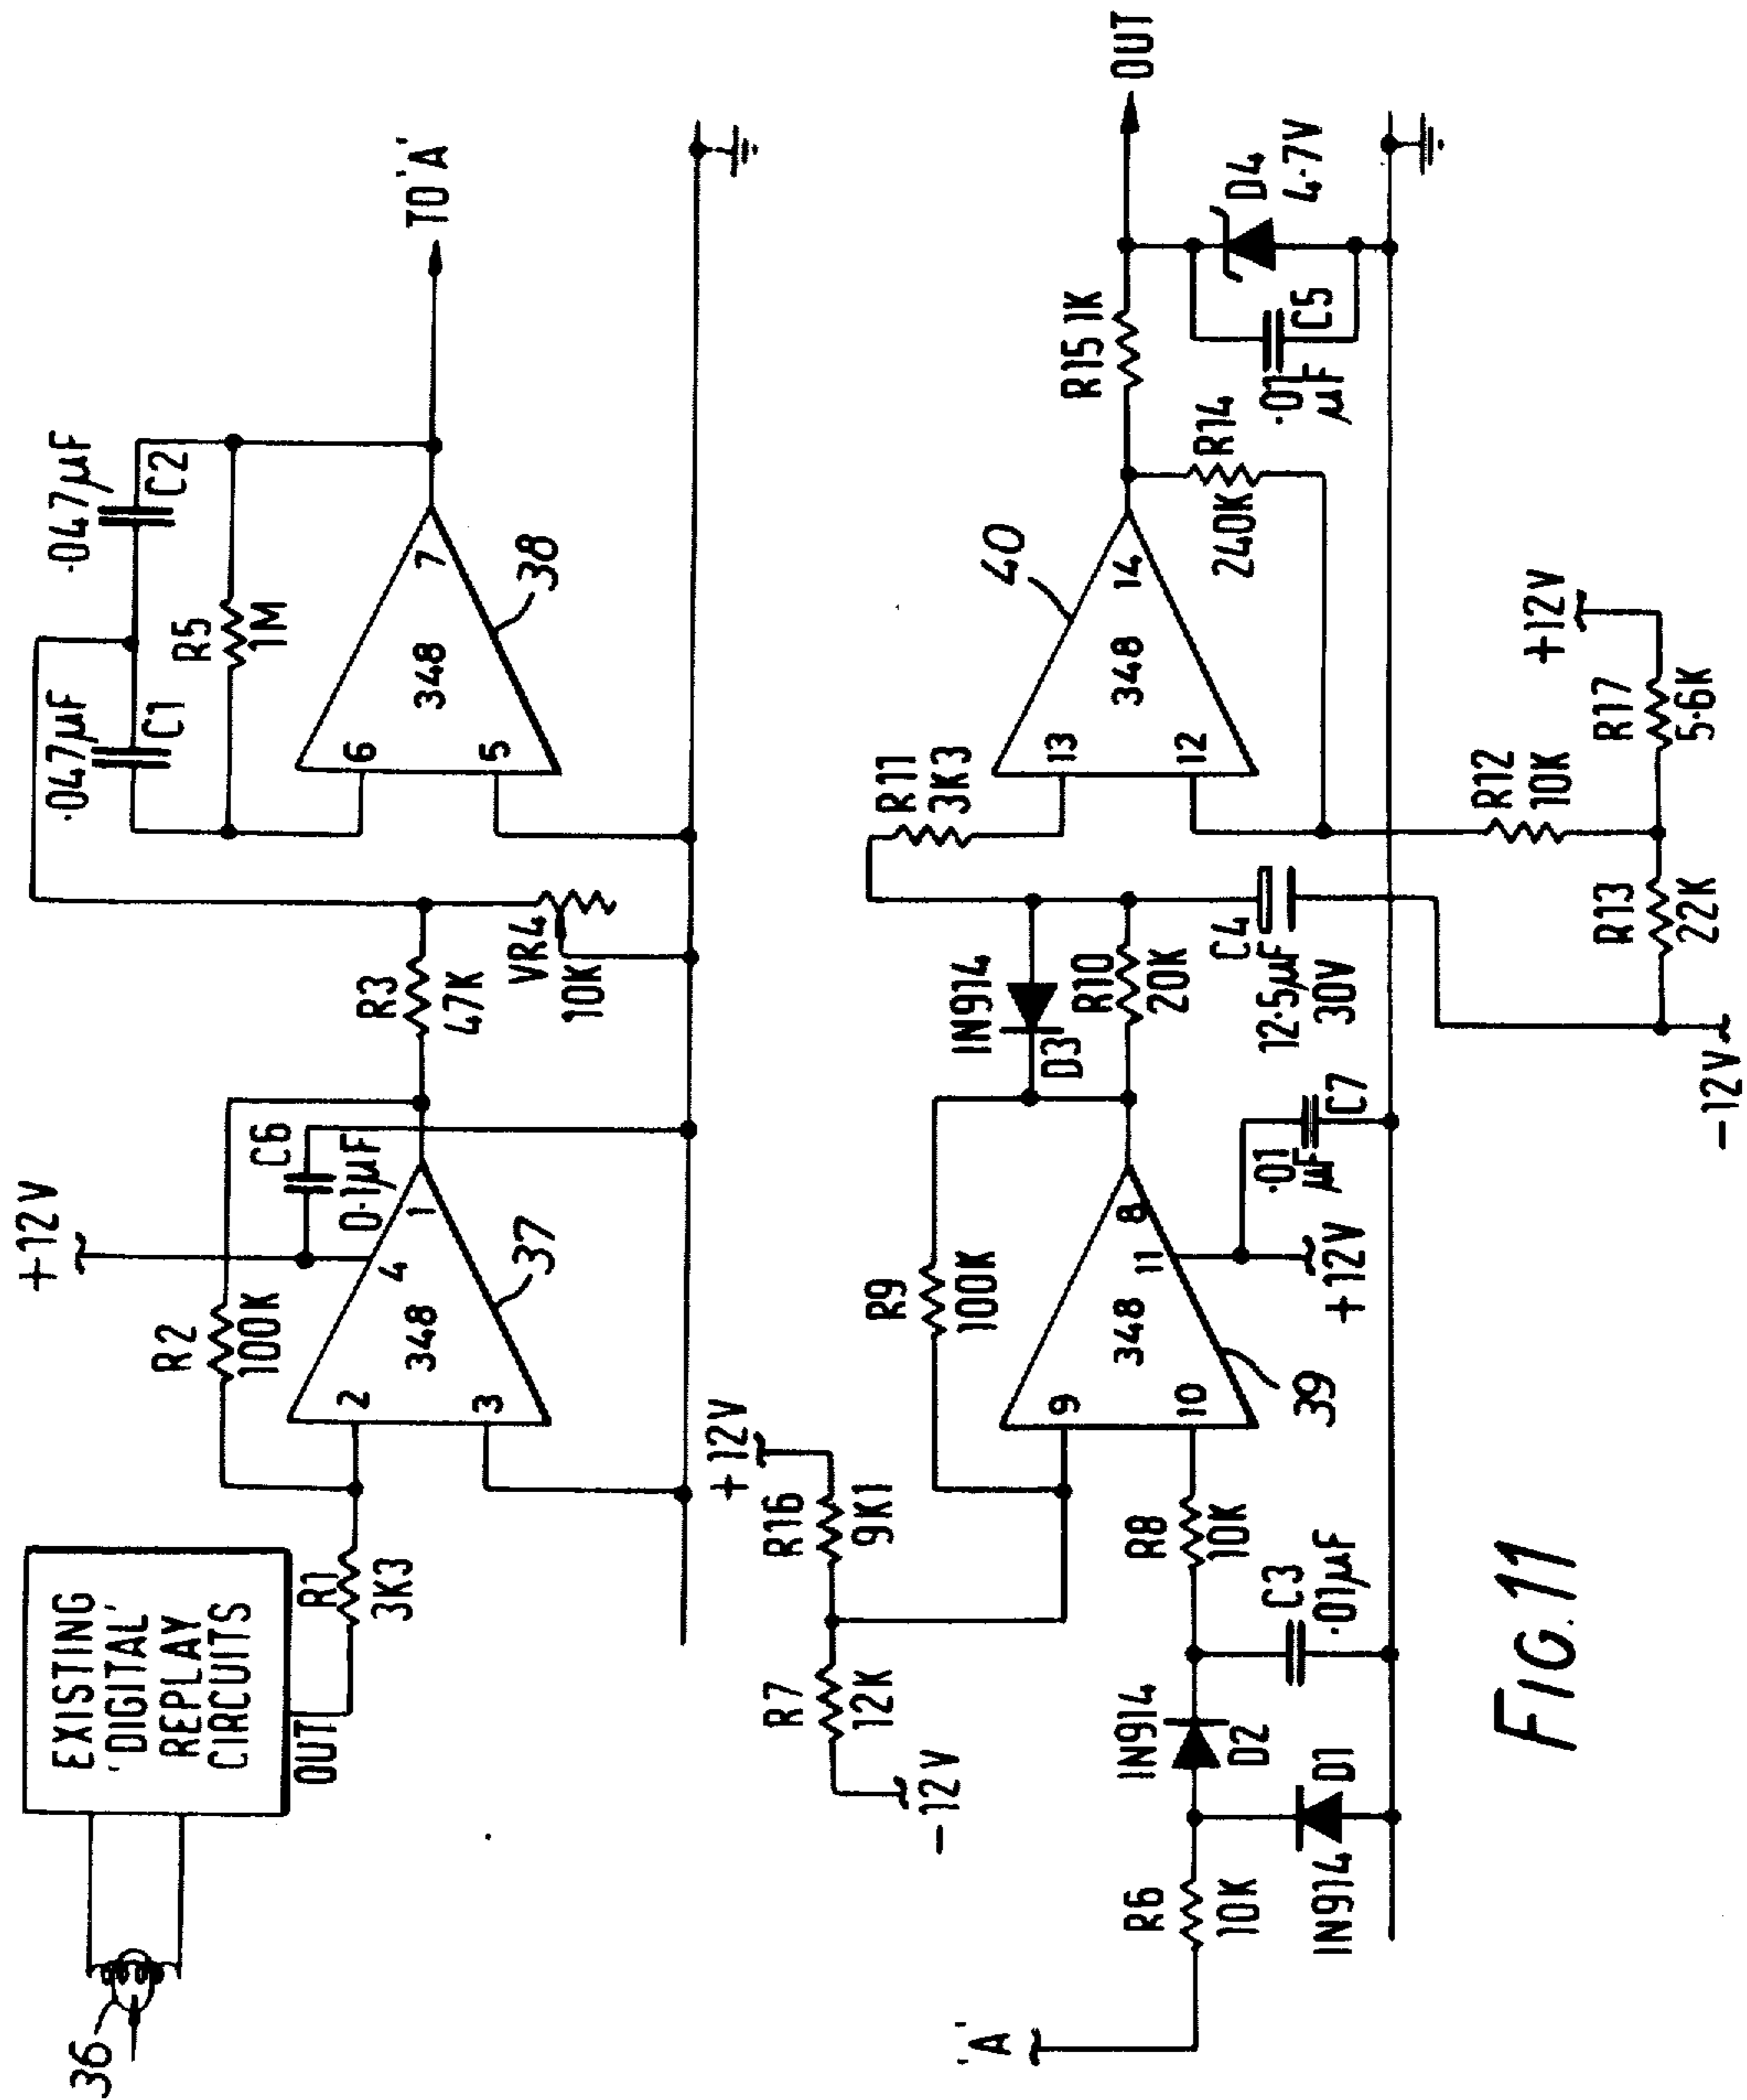 36
EXISTING
'DIGITAL'
REPLAY
CIRCUITS
OUT
R1
3K3
R2
100K
+12V
C6
0·1µF
2
3
4
1
348
37
R3
47K
VR4
10K
·047µF
C1
·047µF
C2
R5
1M
6
5
7
348
38
TO 'A'
'A'
R6
10K
IN914
D1
IN914
D2
C3
·01µF
R8
10K
-12V
R7
12K
R16
9K1
+12V
R9
100K
9
10
8
11
348
39
+12V
·01
µF
C7
IN914
D3
R10
20K
C4
12·5µF
30V
R11
3K3
13
12
14
348
40
R14
240K
R15 1K
·01
µF
C5
D4
4·7V
OUT
R12
10K
R13
22K
R17
5·6K
+12V
-12V
FIG.11